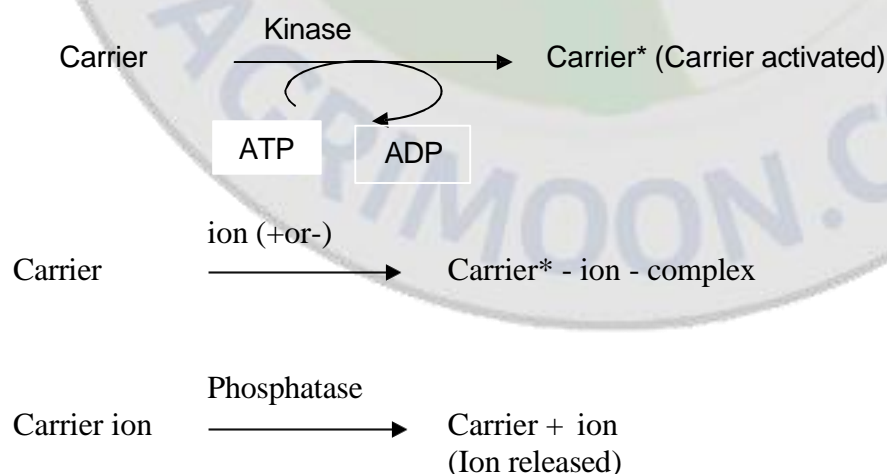 Kinase
Carrier Carrier* (Carrier activated)
ATP ADP
AGRIMOON.C
ion (+or-)
Carrier Carrier* - ion - complex
Phosphatase
Carrier ion Carrier + ion
(Ion released)